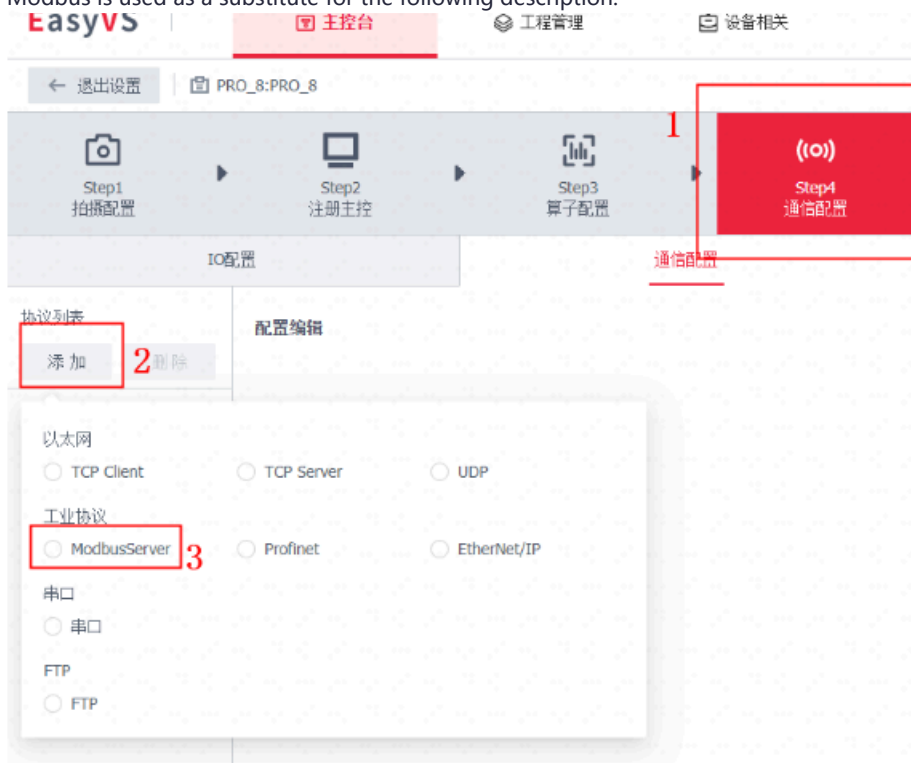 Modbus is used as a substitute for the following description.
EasyVS 主控台 工程管理 设备相关
← 退出设置 PRO_8:PRO_8
1
Step1 Step2 Step3 Step4
拍摄配置 注册主控 算子配置 通信配置
IO配置 通信配置
协议列表
配置编辑
添加 2 删除
以太网
TCP Client TCP Server UDP
工业协议
ModbusServer 3 Profinet EtherNet/IP
串口
串口
FTP
FTP